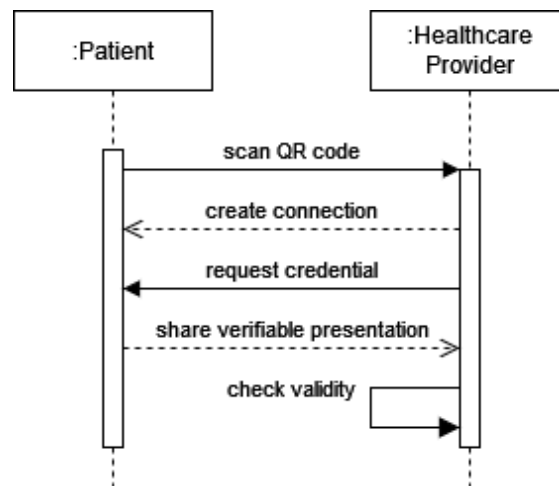 :Patient
:Healthcare
Provider
scan QR code
create connection
request credential
share verifiable presentation
check validity